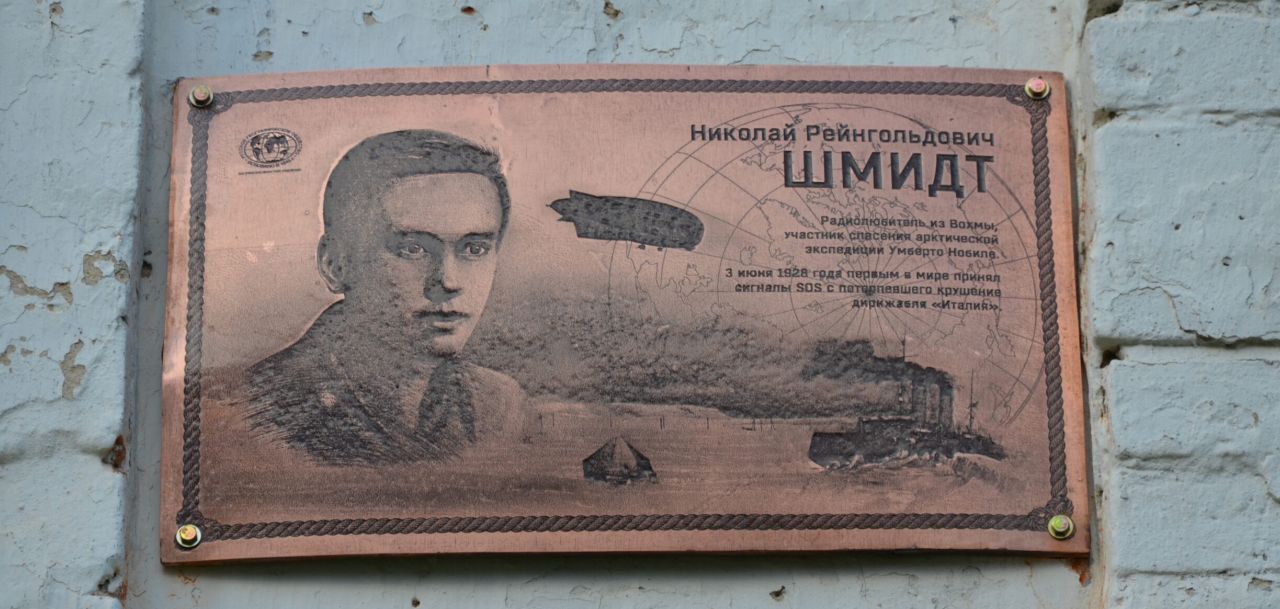 Николай Рейнгольдович
ШМИДТ
Радиолюбитель из Вохмы,
участник спасения арктической
экспедиции Умберто Нобиле.
3 июня 1928 года первым в мире принял
сигналы SOS с потерпевшего крушение
дирижабля «Италия».